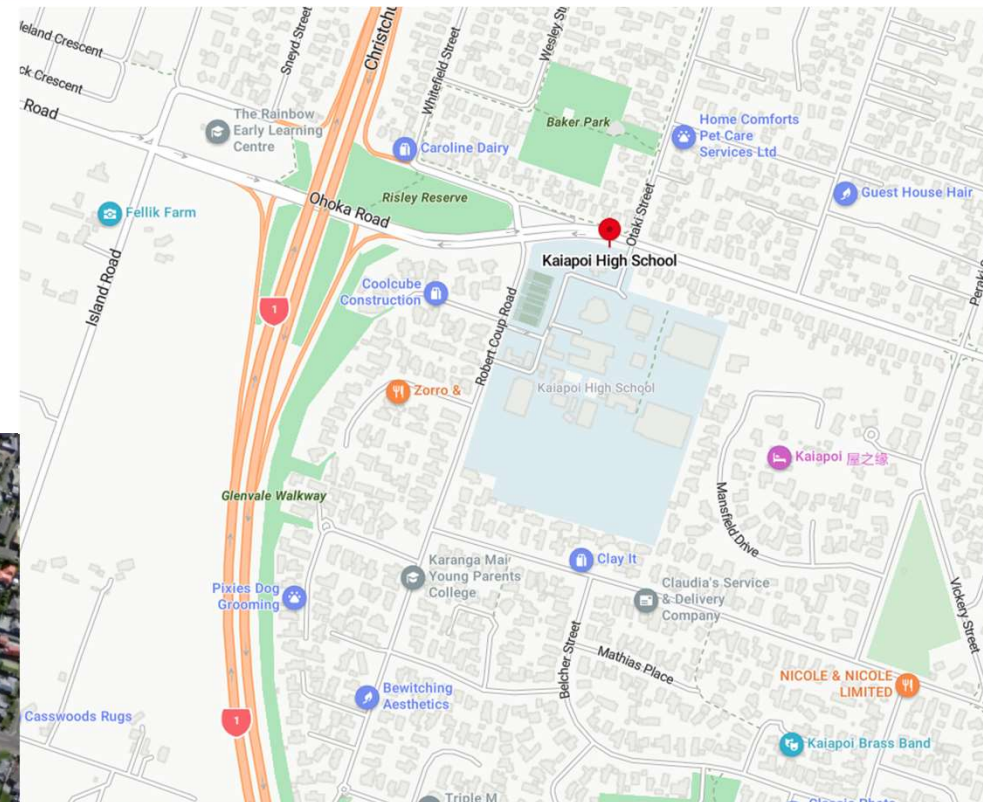 Sneyd Street
Christch
Whitefield Street
Crescent
Crescent
Road
The Rainbow
Early Learning
Centre
Caroline Dairy
Baker Park
Home Comforts
Pet Care
Services Ltd
Guest House Hair
Risley Reserve
Ohoka Road
Otaki Street
Fellik Farm
Island Road
Kaiapoi High School
Coolcube
Construction
1
Robert Coup Road
Zorro &
Kaiapoi High School
Kaiapoi 屋之缘
Glenvale Walkway
Mansfield Drive
Karanga Mai
Young Parents
College
Clay It
Claudia's Service
& Delivery
Company
Pixies Dog
Grooming
Belcher Street
Mathias Place
Vickery Street
NICOLE & NICOLE
LIMITED
Bewitching
Aesthetics
1
Casswoods Rugs
Kaiapoi Brass Band
Triple M